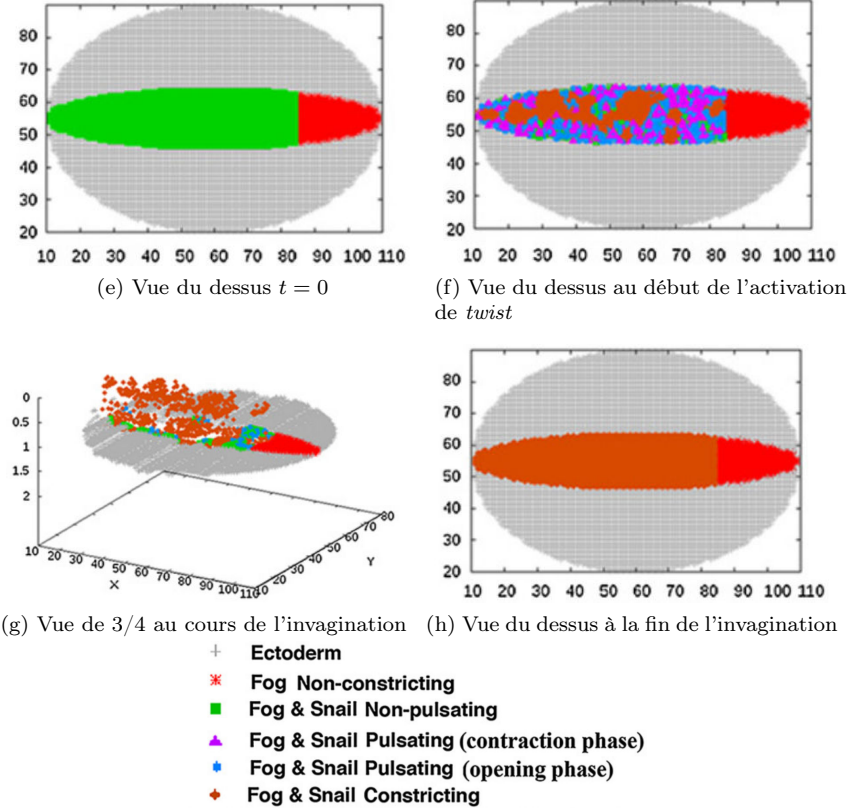 80
70
60
50
40
30
20
10 20 30 40 50 60 70 80 90 100 110
(e) Vue du dessus t = 0
80
70
60
50
40
30
20
10 20 30 40 50 60 70 80 90 100 110
(f) Vue du dessus au début de l'activation
de twist
0
0.5
1
1.5
2
10 20 30 40 50 60 70 80 90 100 110
X
20 30 40 50 60 70 80
Y
(g) Vue de 3/4 au cours de l'invagination
80
70
60
50
40
30
20
10 20 30 40 50 60 70 80 90 100 110
(h) Vue du dessus à la fin de l'invagination
Ectoderm
Fog Non-constricting
Fog & Snail Non-pulsating
Fog & Snail Pulsating (contraction phase)
Fog & Snail Pulsating (opening phase)
Fog & Snail Constricting